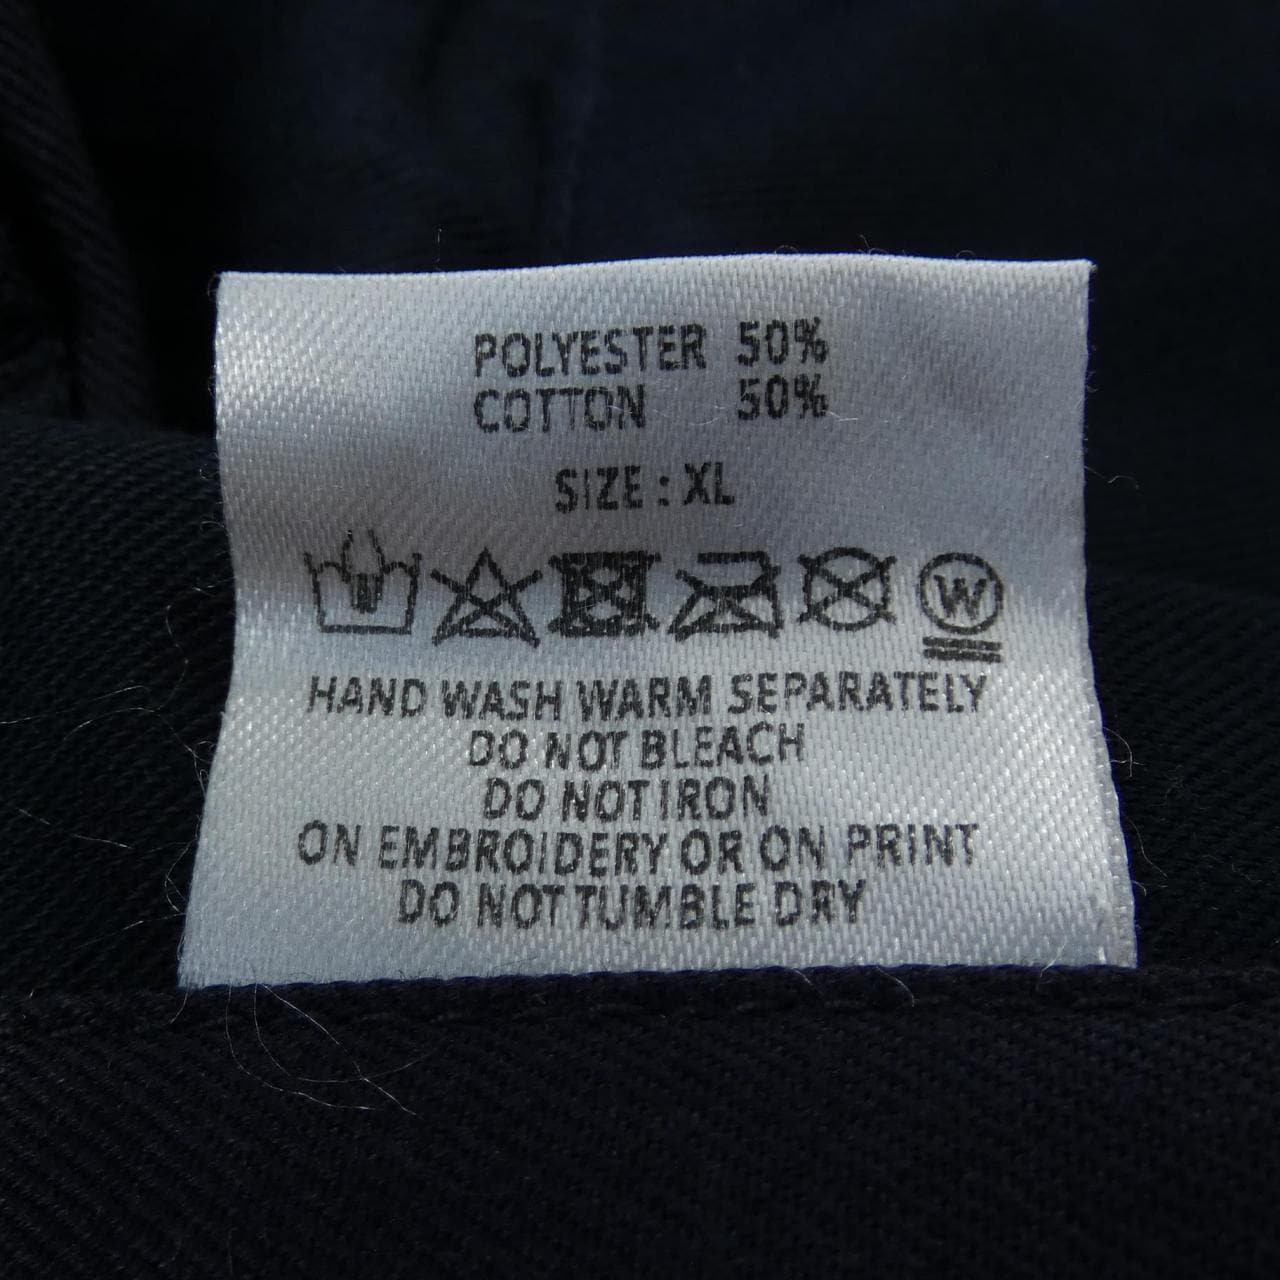 POLYESTER 50%
COTTON 50%
SIZE : XL
W
HAND WASH WARM SEPARATELY
DO NOT BLEACH
DO NOT IRON
ON EMBROIDERY OR ON PRINT
DO NOT TUMBLE DRY